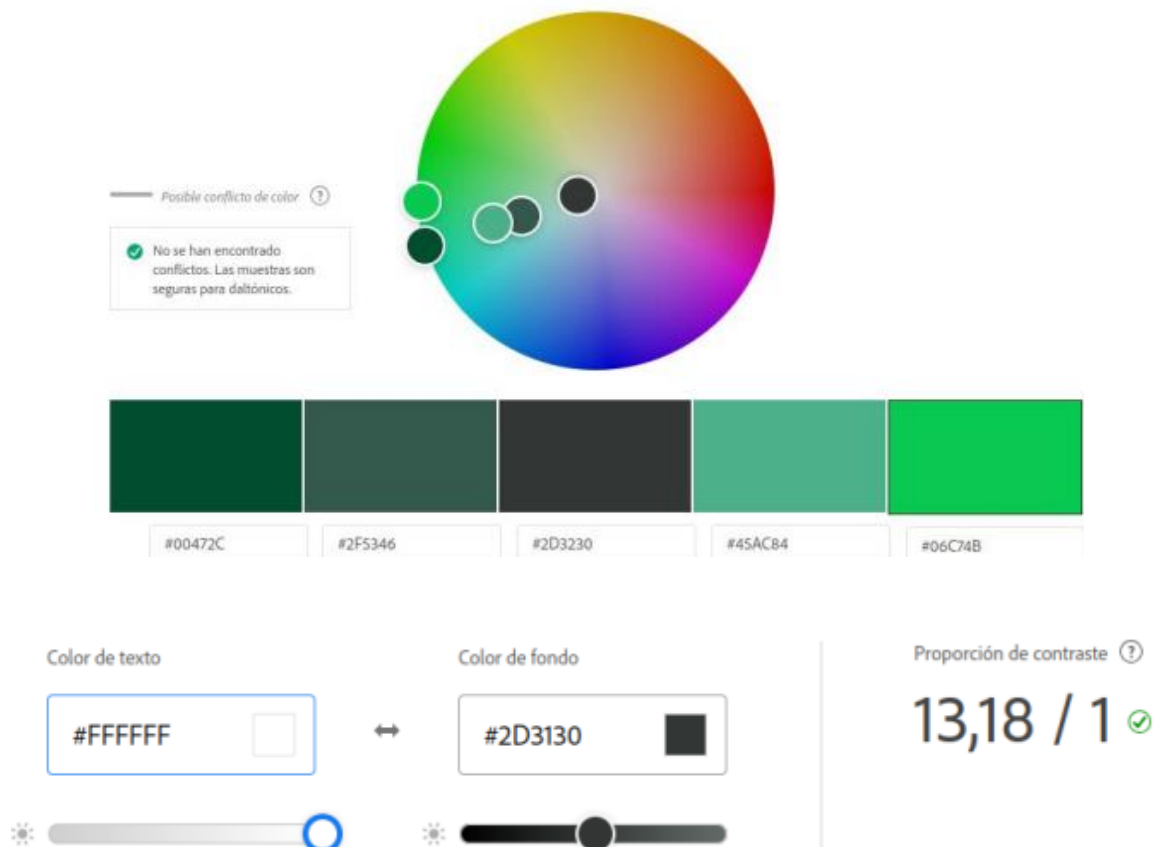 Posible conflicto de color ?
No se han encontrado
conflictos. Las muestras son
seguras para daltónicos.
#00472C
#2F5346
#2D3230
#45AC84
#06C74B
Color de texto
Color de fondo
Proporción de contraste ?
#FFFFFF
#2D3130
13,18 / 1